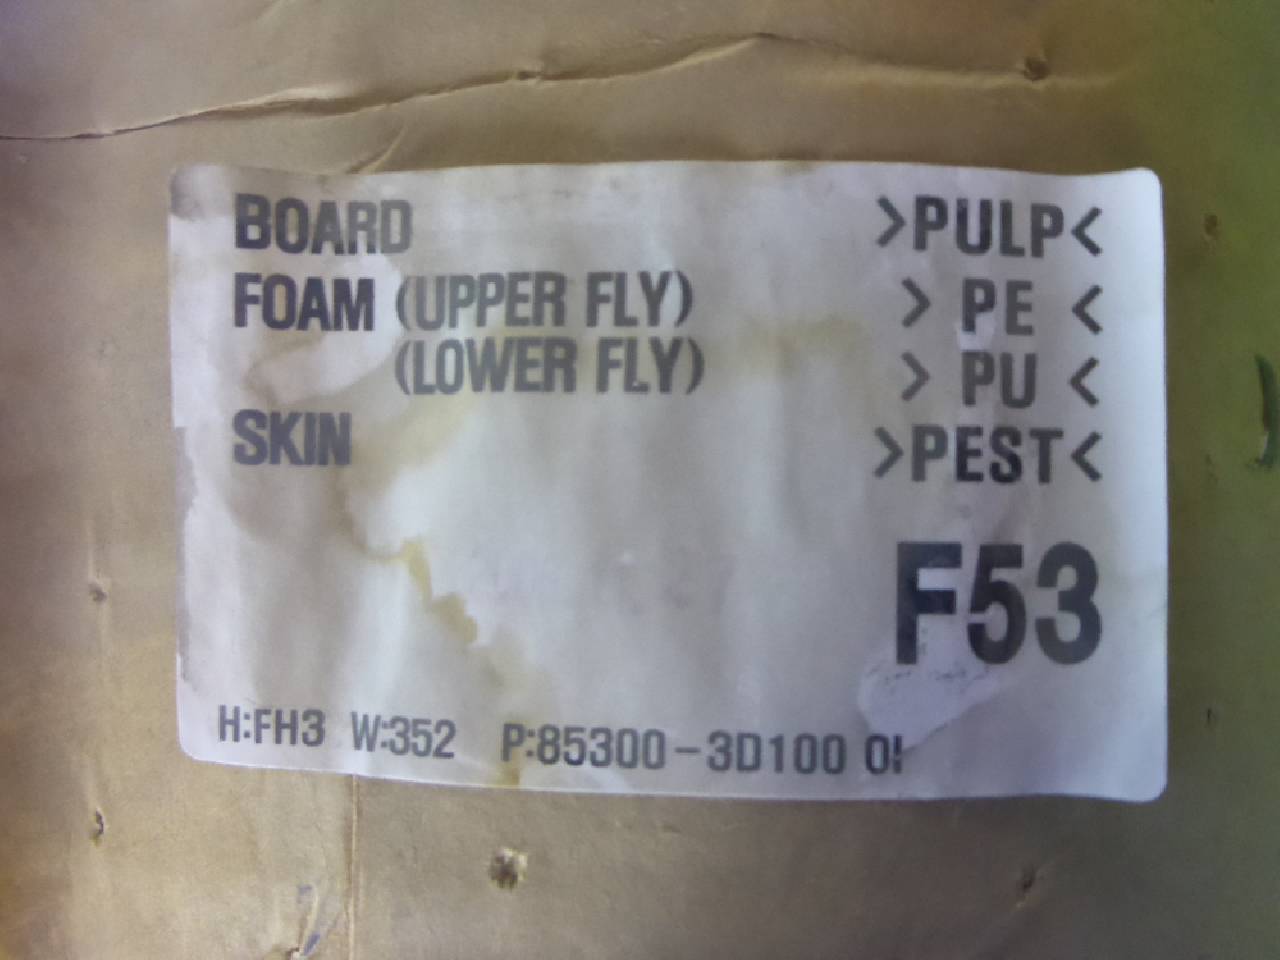 BOARD >PULP<
FOAM (UPPER FLY) > PE <
(LOWER FLY) > PU <
SKIN >PEST<
F53
H:FH3 W:352 P:85300-3D100